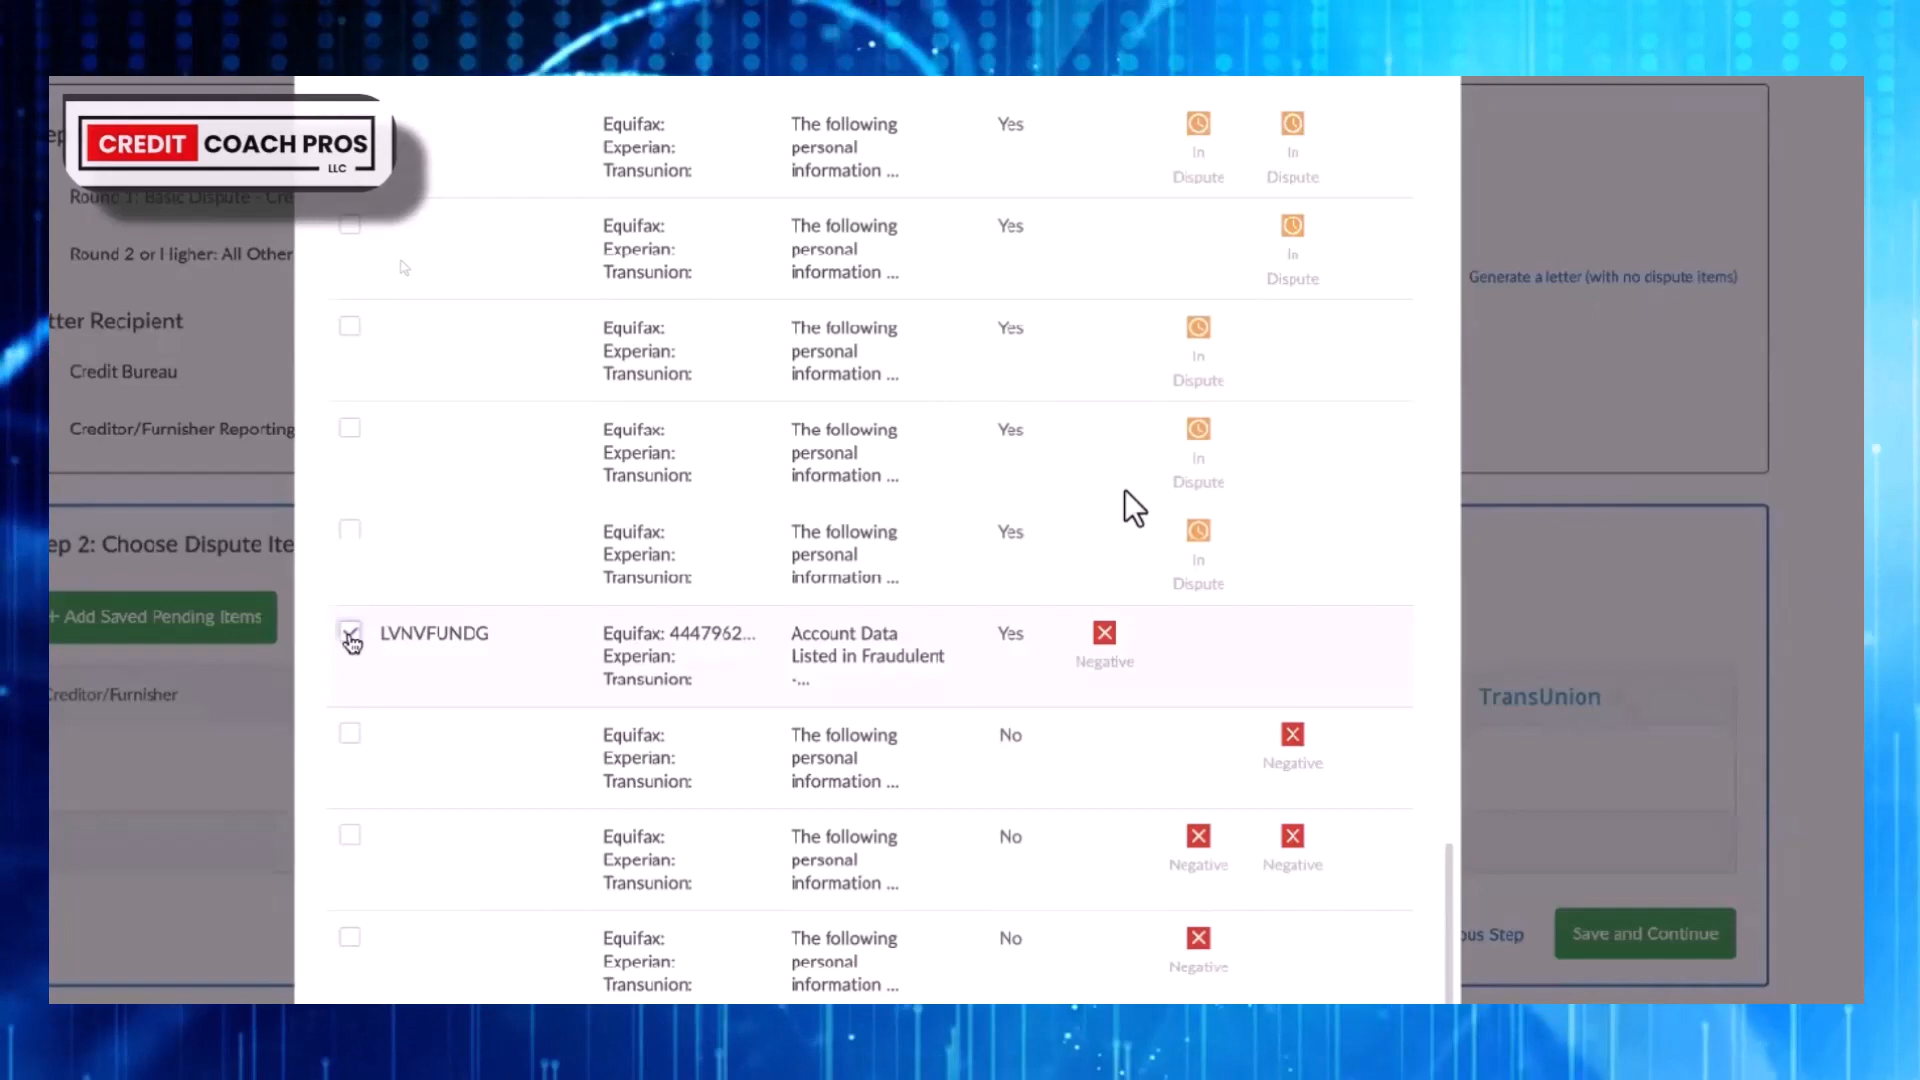 CREDIT COACH PROS
LLC
Round 1: Basic Dispute - Cre
Round 2 or Higher: All Other
tter Recipient
Credit Bureau
Creditor/Furnisher Reporting
ep 2: Choose Dispute Ite
+ Add Saved Pending Items
Creditor/Furnisher
Equifax:
Experian:
Transunion:
The following
personal
information ...
Yes
In
Dispute
In
Dispute
Equifax:
Experian:
Transunion:
The following
personal
information ...
Yes
In
Dispute
Equifax:
Experian:
Transunion:
The following
personal
information ...
Yes
In
Dispute
Equifax:
Experian:
Transunion:
The following
personal
information ...
Yes
In
Dispute
Equifax:
Experian:
Transunion:
The following
personal
information ...
Yes
In
Dispute
LVNVFUNDG
Equifax: 4447962...
Experian:
Transunion:
Account Data
Listed in Fraudulent
-...
Yes
Negative
Equifax:
Experian:
Transunion:
The following
personal
information ...
No
Negative
Equifax:
Experian:
Transunion:
The following
personal
information ...
No
Negative
Negative
Equifax:
Experian:
Transunion:
The following
personal
information ...
No
Negative
Generate a letter (with no dispute items)
TransUnion
ous Step
Save and Continue